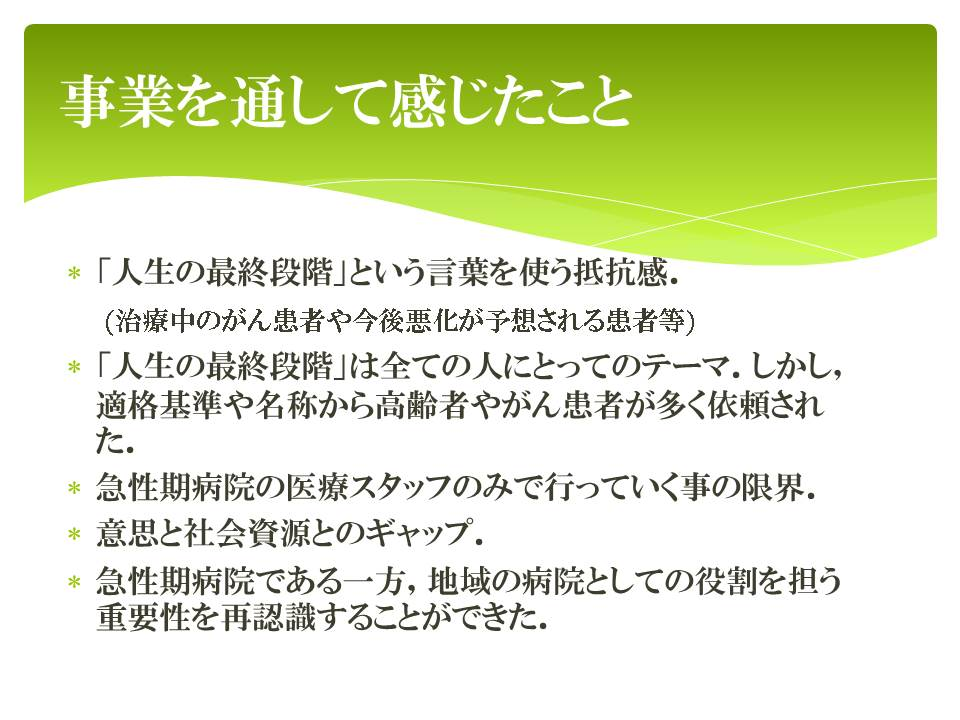 事業を通して感じたこと
* 「人生の最終段階」という言葉を使う抵抗感．
(治療中のがん患者や今後悪化が予想される患者等)
* 「人生の最終段階」は全ての人にとってのテーマ．しかし，
適格基準や名称から高齢者やがん患者が多く依頼され
た．
* 急性期病院の医療スタッフのみで行っていく事の限界．
* 意思と社会資源とのギャップ．
* 急性期病院である一方，地域の病院としての役割を担う
重要性を再認識することができた．